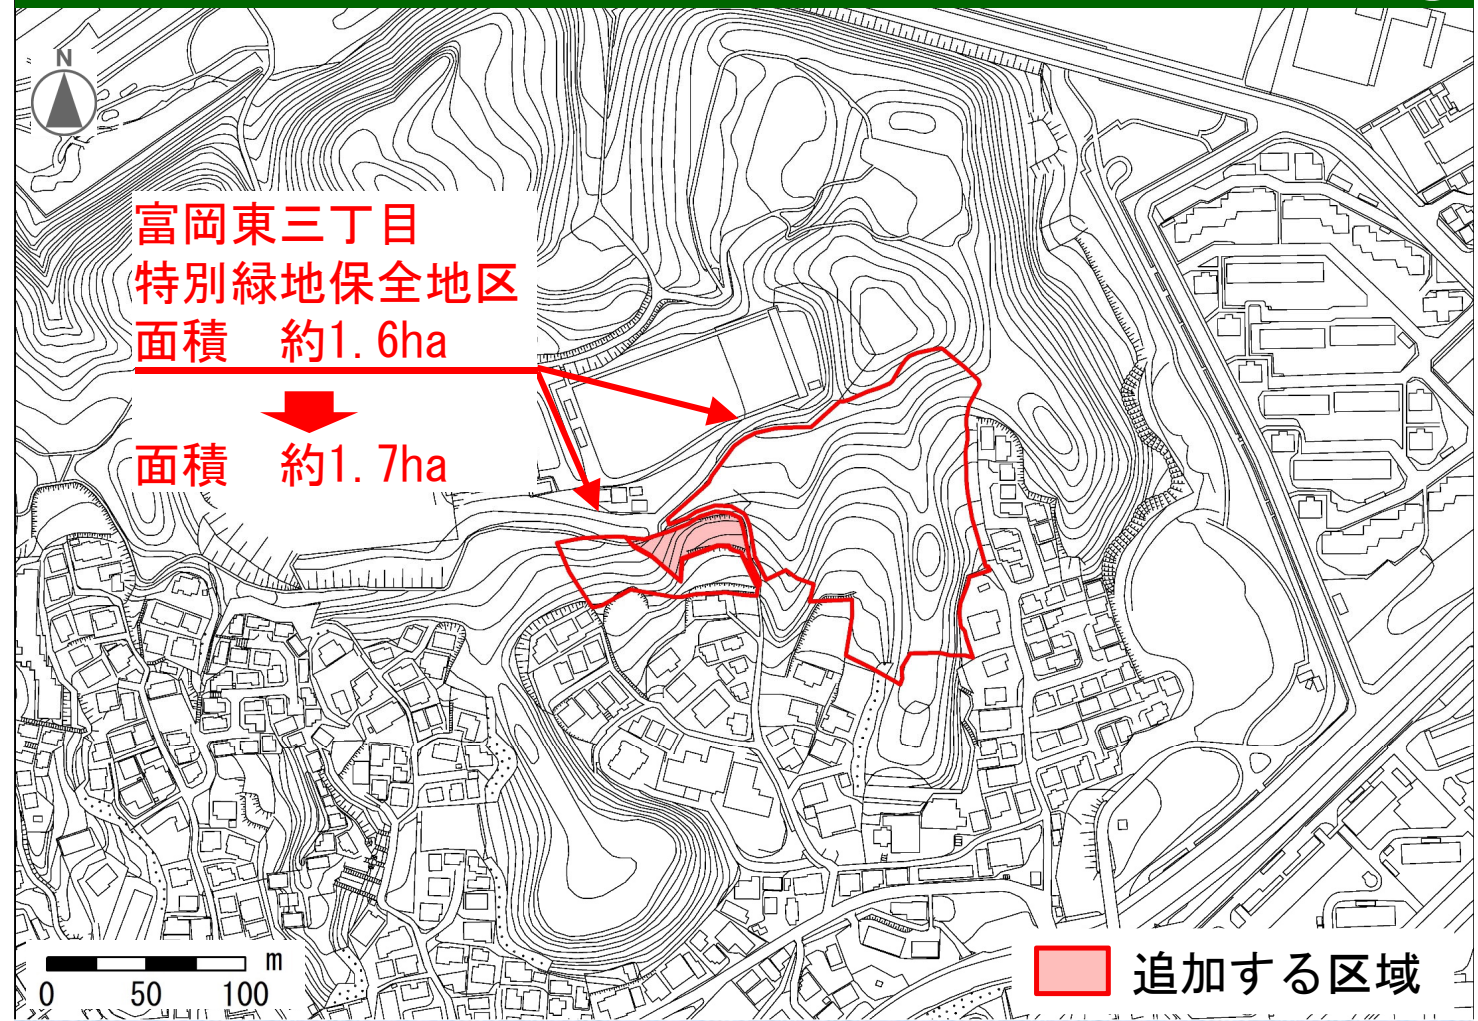 N
富岡東三丁目
特別緑地保全地区
面積　約1.6ha
面積　約1.7ha
m
0 50 100
追加する区域